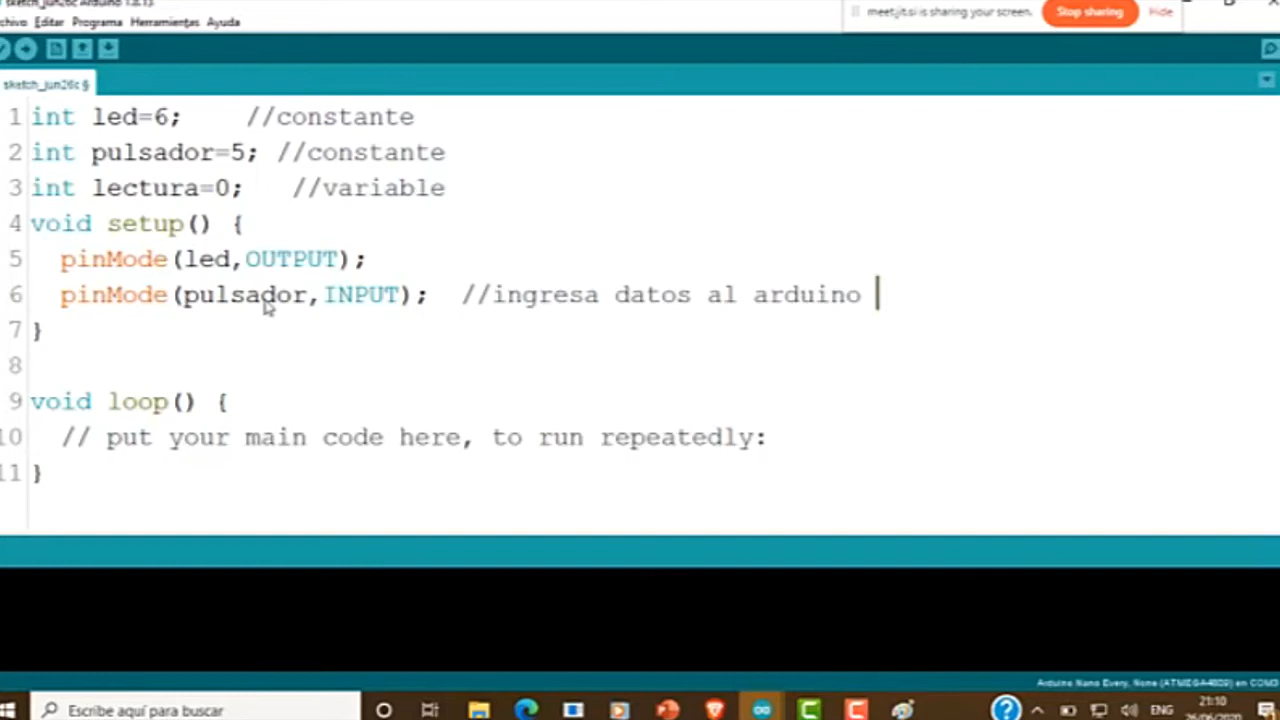 Arduino 1.8.13
Editar Programa Herramientas Ayuda
meet.jit.si is sharing your screen. Stop sharing Hide
sketch_jun26c §
1 int led=6; //constante
2 int pulsador=5; //constante
3 int lectura=0; //variable
4 void setup() {
5 pinMode(led,OUTPUT);
6 pinMode(pulsador,INPUT); //ingresa datos al arduino
7 }
8
9 void loop() {
10 // put your main code here, to run repeatedly:
11 }
Arduino Nano Every, None (ATMEGA4809) en COM3
Escribe aquí para buscar
ENG
21:10